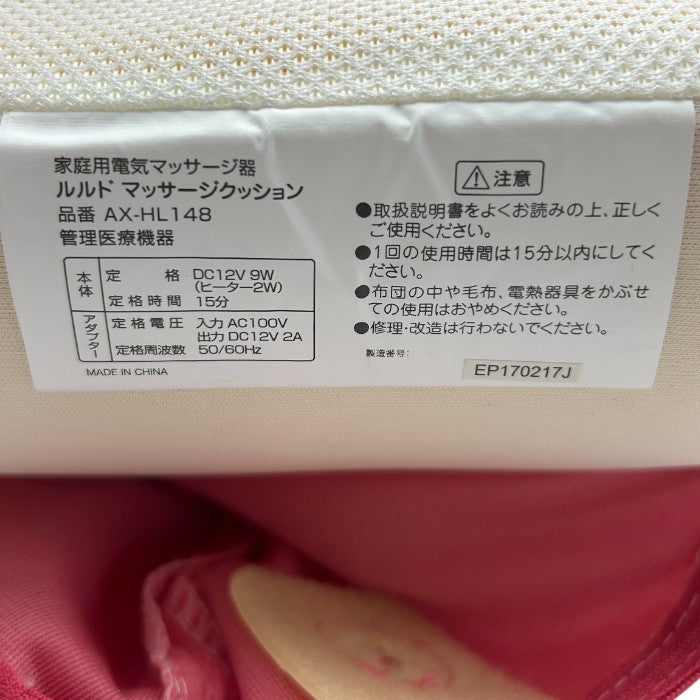 家庭用電気マッサージ器
ルルド マッサージクッション
品番 AX-HL148
管理医療機器
本体
定格 DC12V 9W
(ヒーター2W)
定格時間 15分
アダプター
定格電圧 入力 AC100V
出力 DC12V 2A
定格周波数 50/60Hz
MADE IN CHINA
注意
●取扱説明書をよくお読みの上、正しく
ご使用ください。
●1回の使用時間は15分以内にしてく
ださい。
●布団の中や毛布、電熱器具をかぶせ
ての使用はおやめください。
●修理・改造は行わないでください。
製造番号: EP170217J